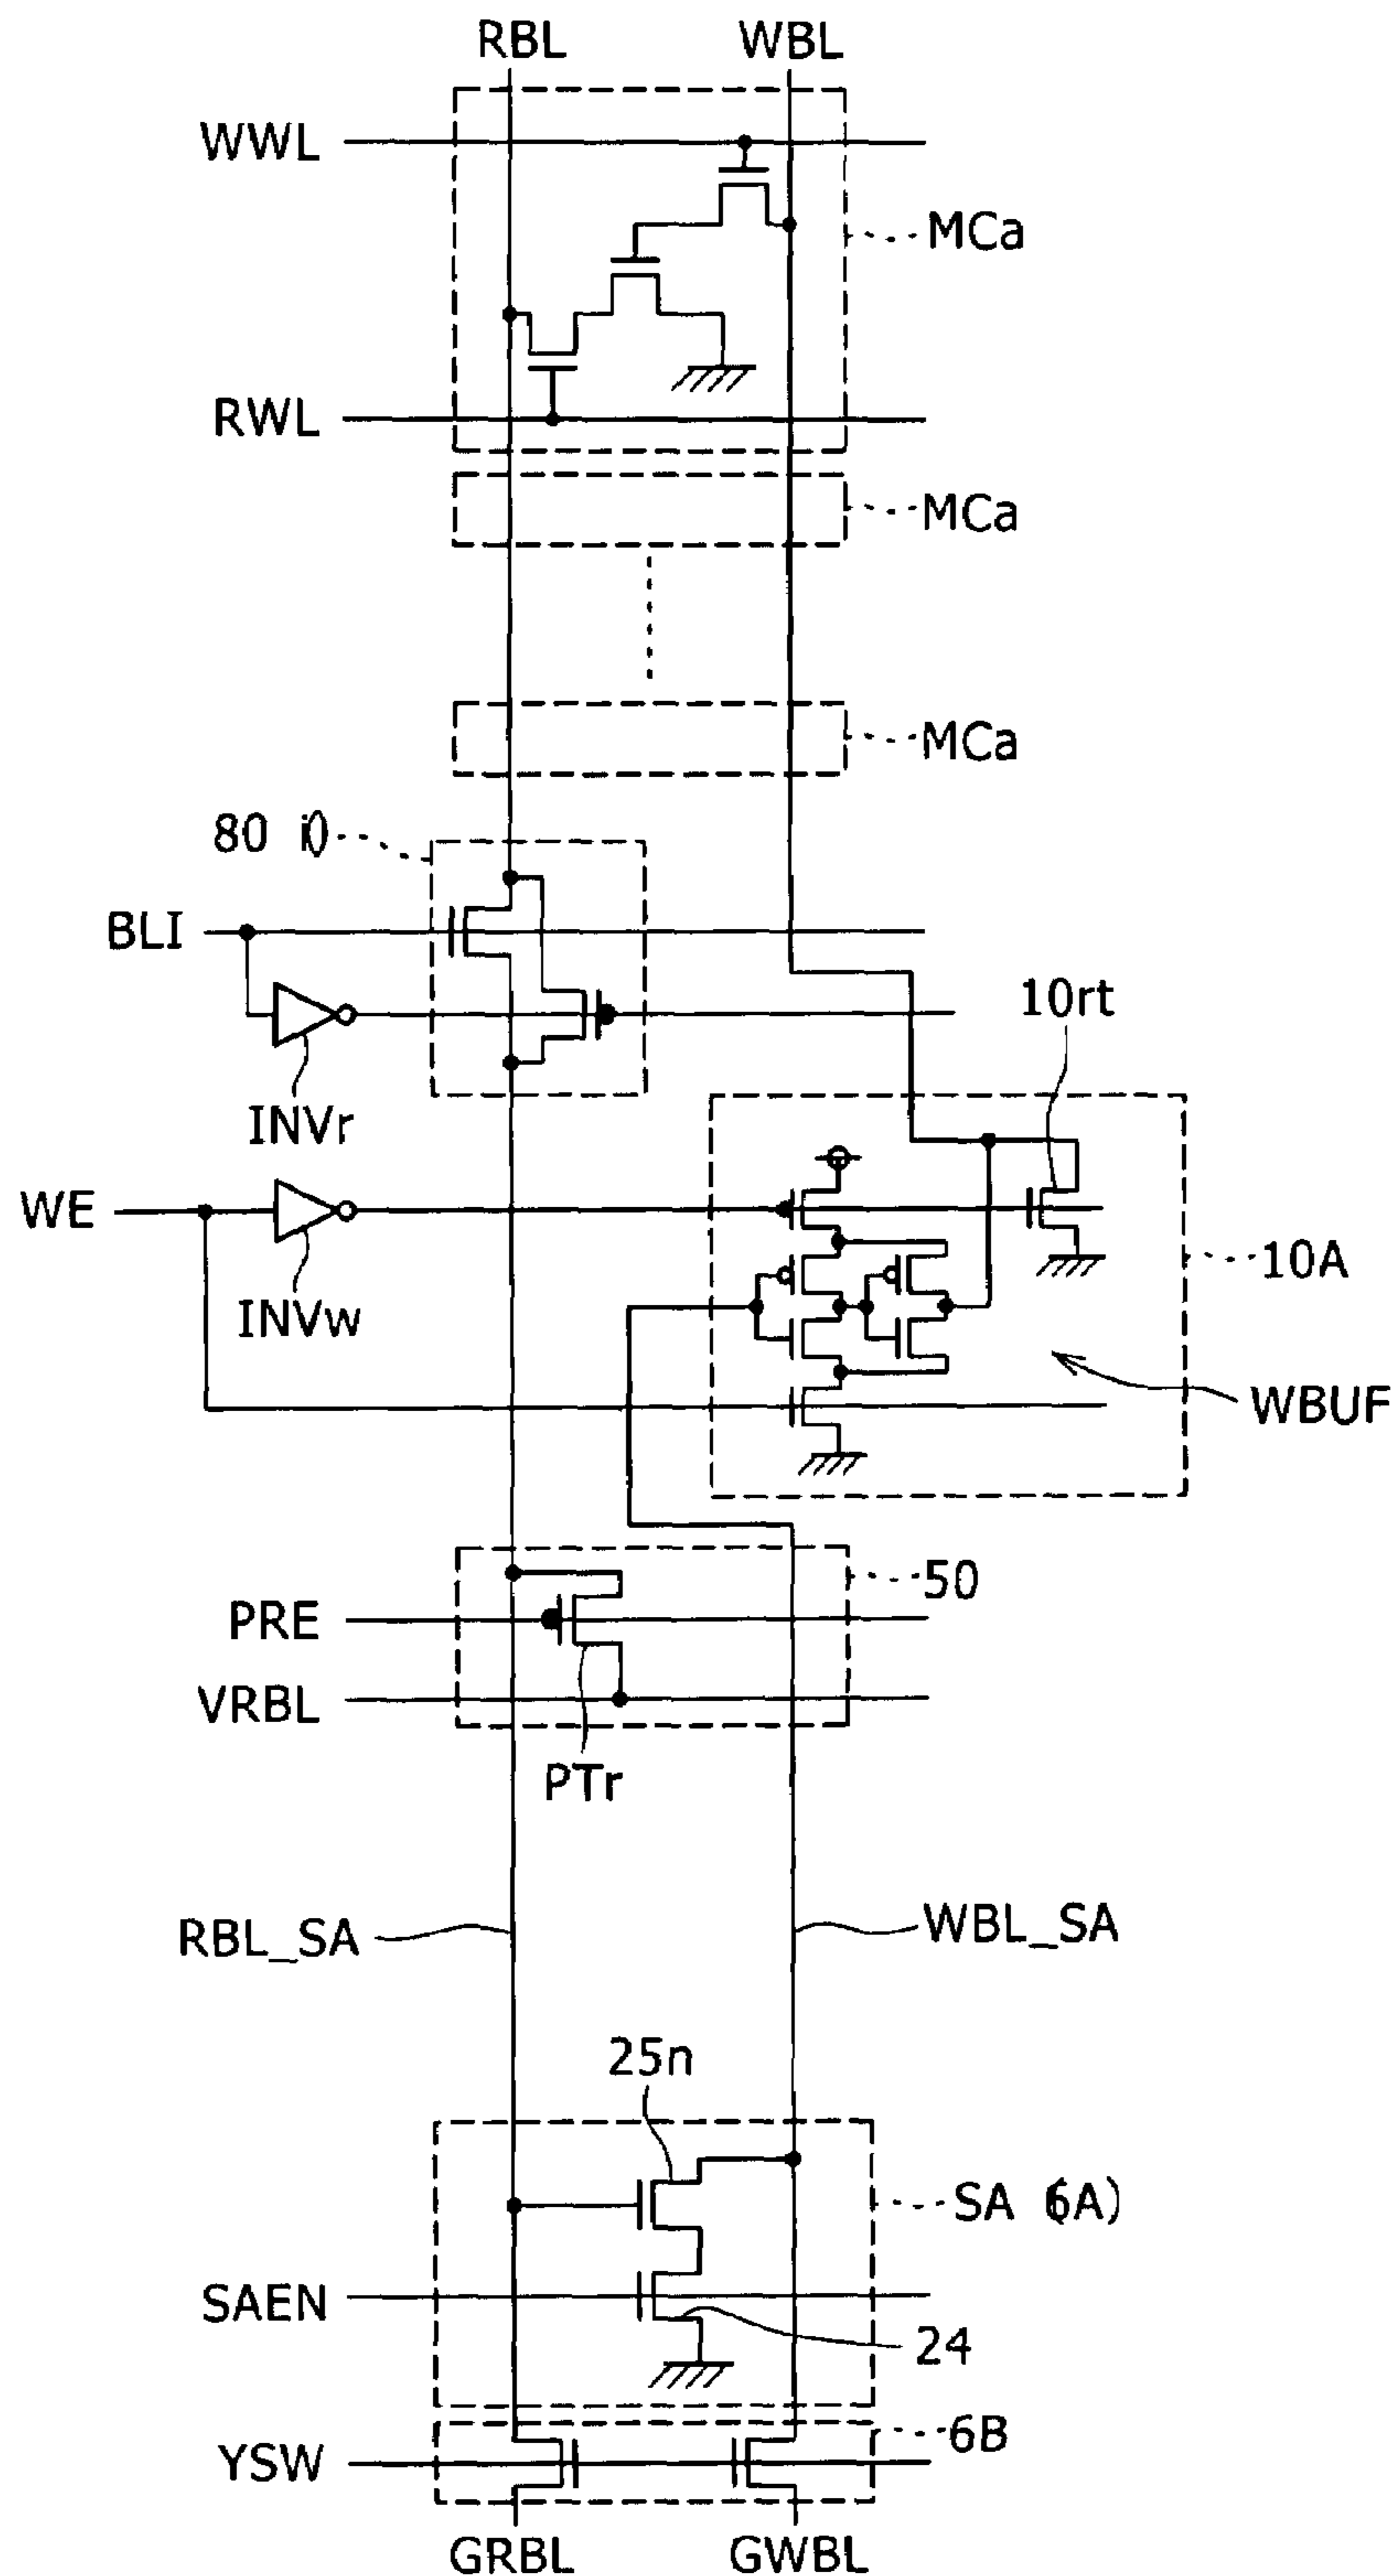 RBL WBL
WWL
MCa
RWL
MCa
MCa
80 i()
BLI
10rt
INVr
WE
10A
INVw
WBUF
50
PRE
VRBL
PTr
RBL_SA
WBL_SA
25n
SA (6A)
SAEN
24
6B
YSW
GRBL GWBL